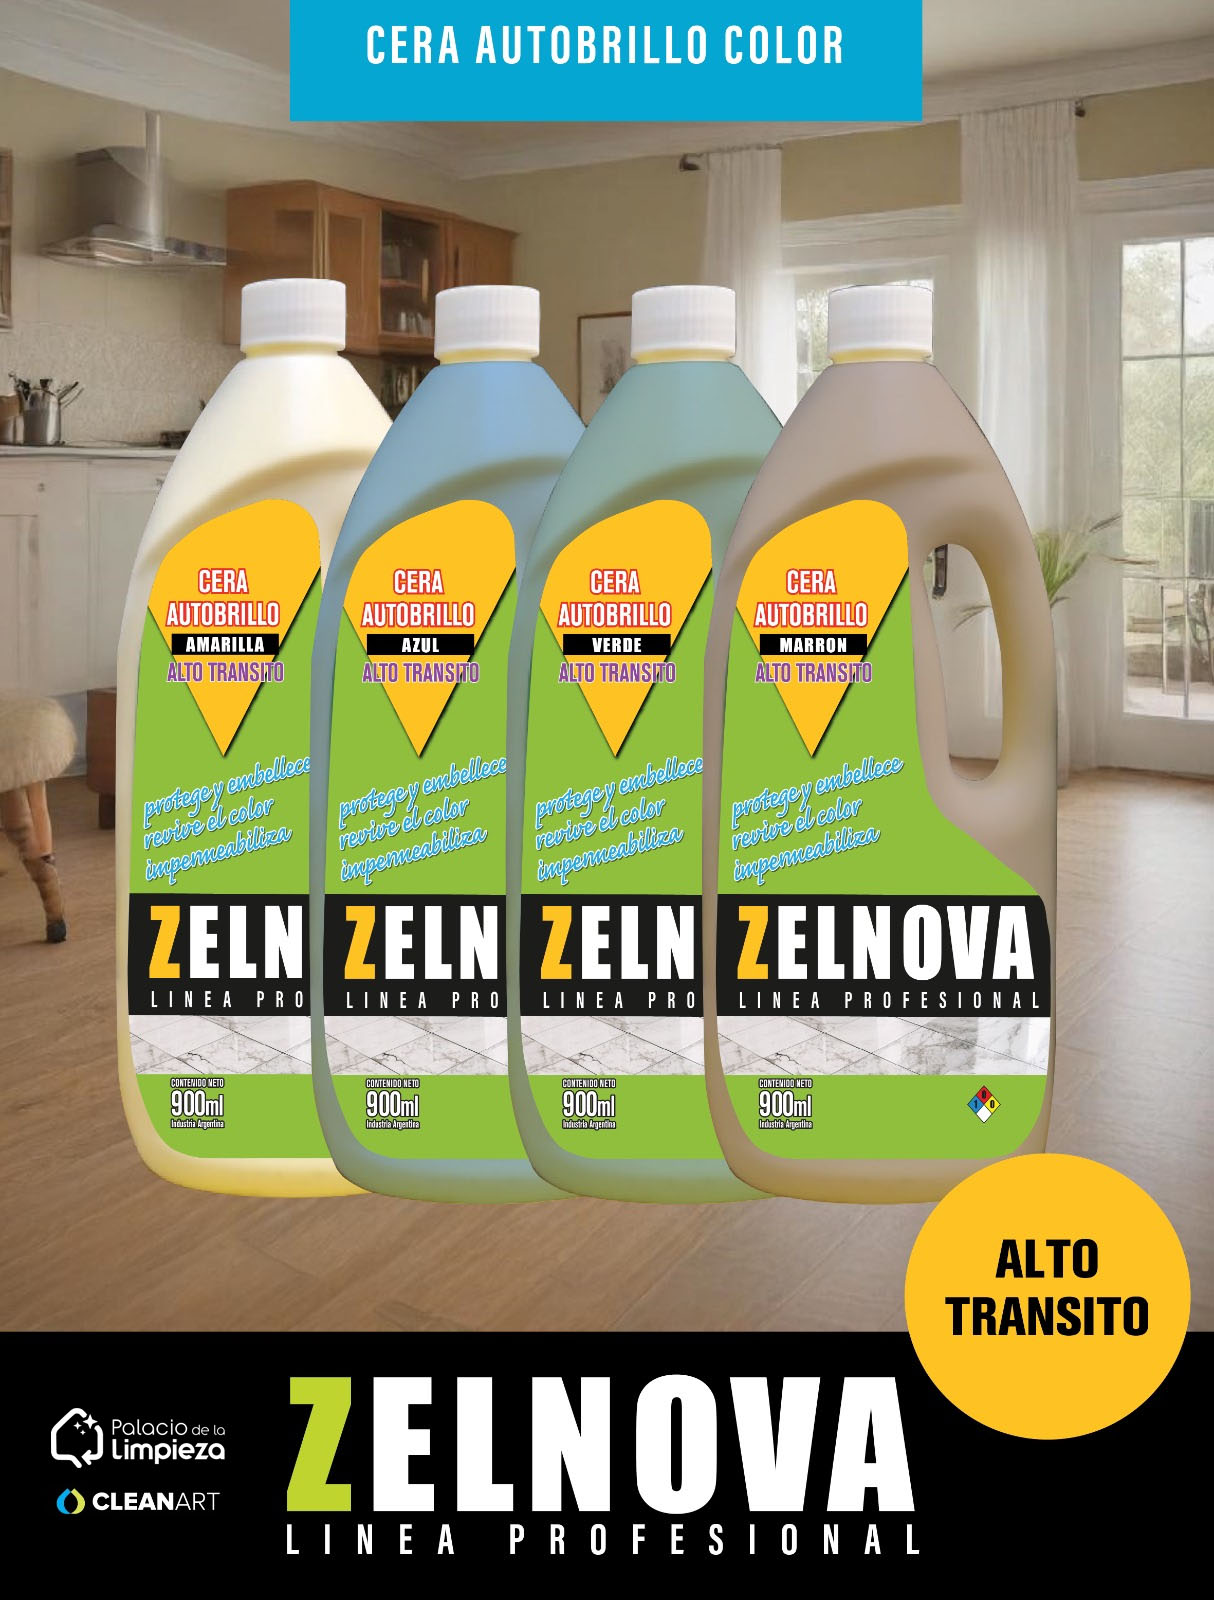 CERA AUTOBRILLO COLOR
CERA
AUTOBRILLO
AMARILLA
ALTO TRANSITO
protege y embellece
revive el color
impermeabiliza
ZELN
LINEA PRO
CONTENIDO NETO
900ml
Industria Argentina
CERA
AUTOBRILLO
AZUL
ALTO TRANSITO
protege y embellece
revive el color
impermeabiliza
ZELN
LINEA PRO
CONTENIDO NETO
900ml
Industria Argentina
CERA
AUTOBRILLO
VERDE
ALTO TRANSITO
protege y embellece
revive el color
impermeabiliza
ZELN
LINEA PRO
CONTENIDO NETO
900ml
Industria Argentina
CERA
AUTOBRILLO
MARRON
ALTO TRANSITO
protege y embellece
revive el color
impermeabiliza
ZELNOVA
LINEA PROFESIONAL
CONTENIDO NETO
900ml
Industria Argentina
0
1 0
ALTO
TRANSITO
Palacio de la
Limpieza
CLEANART
ZELNOVA
LINEA PROFESIONAL